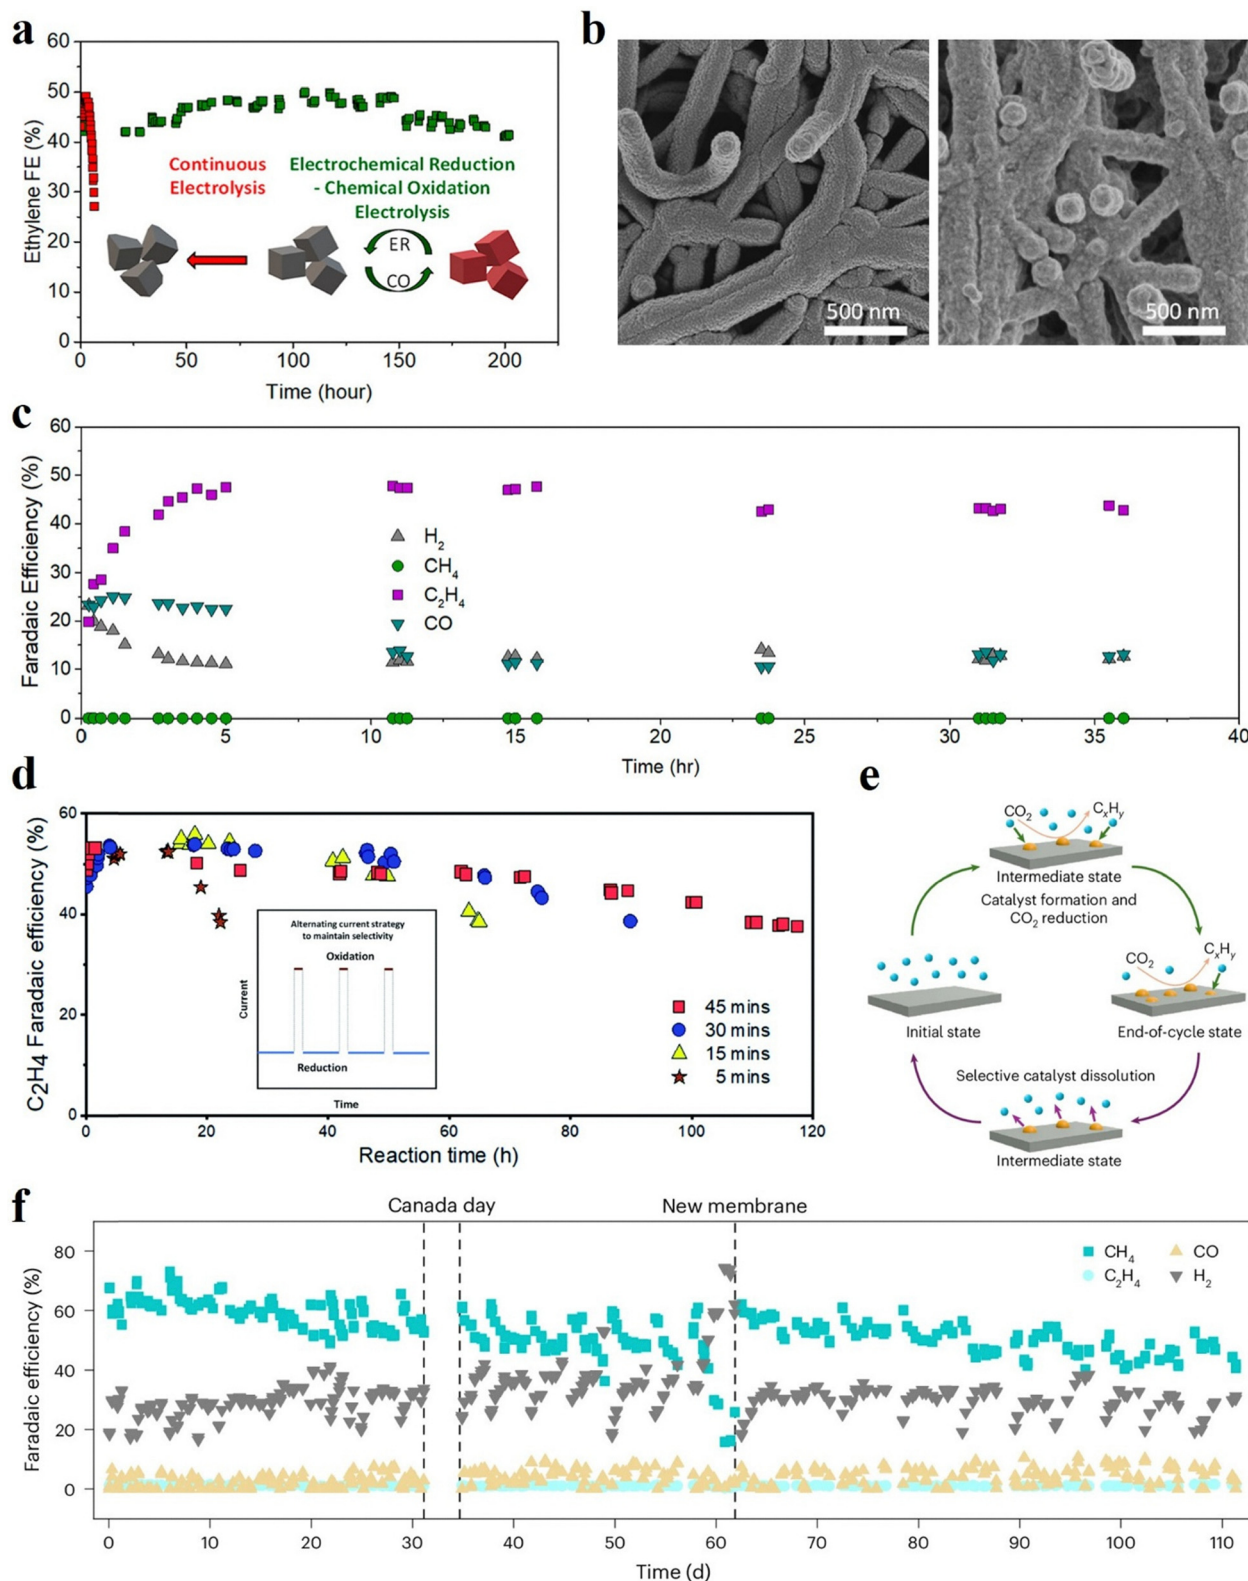 a
60
50
40
30
20
10
0
Ethylene FE (%)
Continuous
Electrolysis
Electrochemical Reduction
- Chemical Oxidation
Electrolysis
ER
CO
0
50
100
150
200
Time (hour)
b
500 nm
500 nm
c
60
50
40
30
20
10
0
Faradaic Efficiency (%)
H₂
CH₄
C₂H₄
CO
0
5
10
15
20
25
30
35
40
Time (hr)
d
60
40
20
0
C₂H₄ Faradaic efficiency (%)
Alternating current strategy
to maintain selectivity
Oxidation
Current
Reduction
Time
45 mins
30 mins
15 mins
5 mins
0
20
40
60
80
100
120
Reaction time (h)
e
CO₂
CₓHᵧ
Intermediate state
Catalyst formation and
CO₂ reduction
CO₂
CₓHᵧ
Initial state
End-of-cycle state
Selective catalyst dissolution
Intermediate state
f
Canada day
New membrane
80
60
40
20
0
Faradaic efficiency (%)
CH₄
CO
C₂H₄
H₂
0
10
20
30
40
50
60
70
80
90
100
110
Time (d)